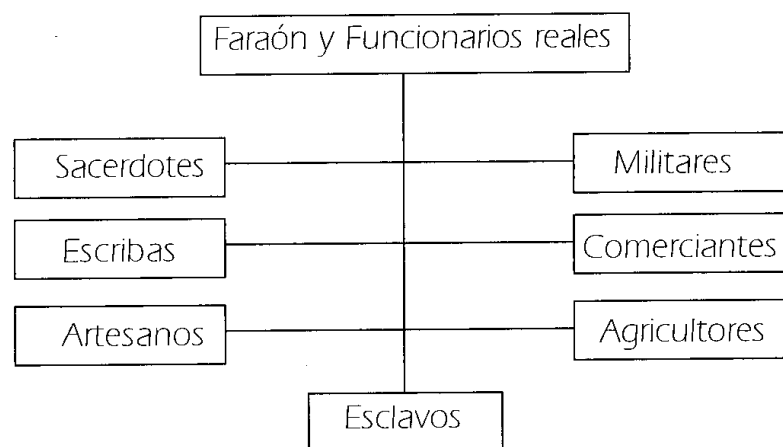 Faraón y Funcionarios reales
Sacerdotes
Militares
Escribas
Comerciantes
Artesanos
Agricultores
Esclavos